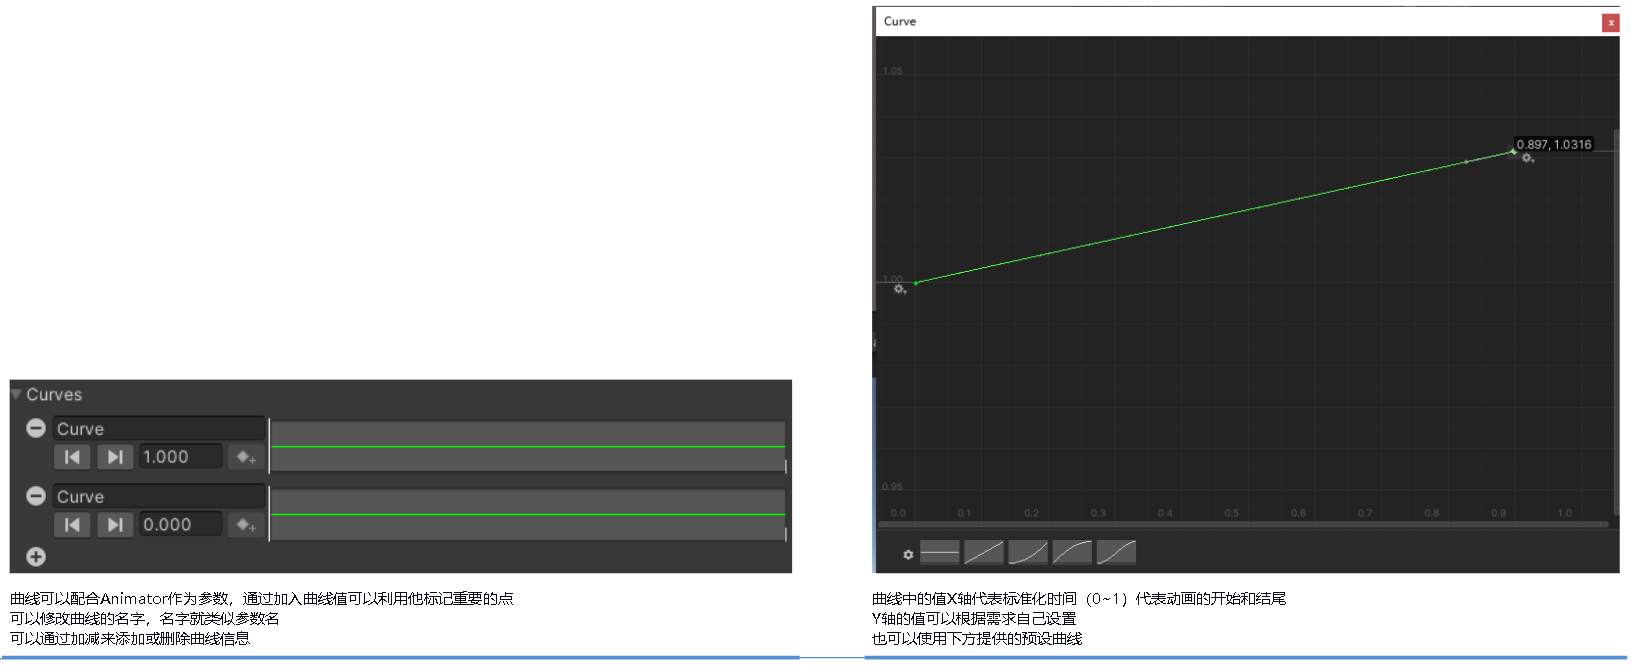 Curves
Curve
1.000
Curve
0.000
曲线可以配合Animator作为参数，通过加入曲线值可以利用他标记重要的点
可以修改曲线的名字，名字就类似参数名
可以通过加减来添加或删除曲线信息
Curve
x
1.05
0.897, 1.0316
1.00
0.95
0.0 0.1 0.2 0.3 0.4 0.5 0.6 0.7 0.8 0.9 1.0
曲线中的值X轴代表标准化时间（0~1）代表动画的开始和结尾
Y轴的值可以根据需求自己设置
也可以使用下方提供的预设曲线